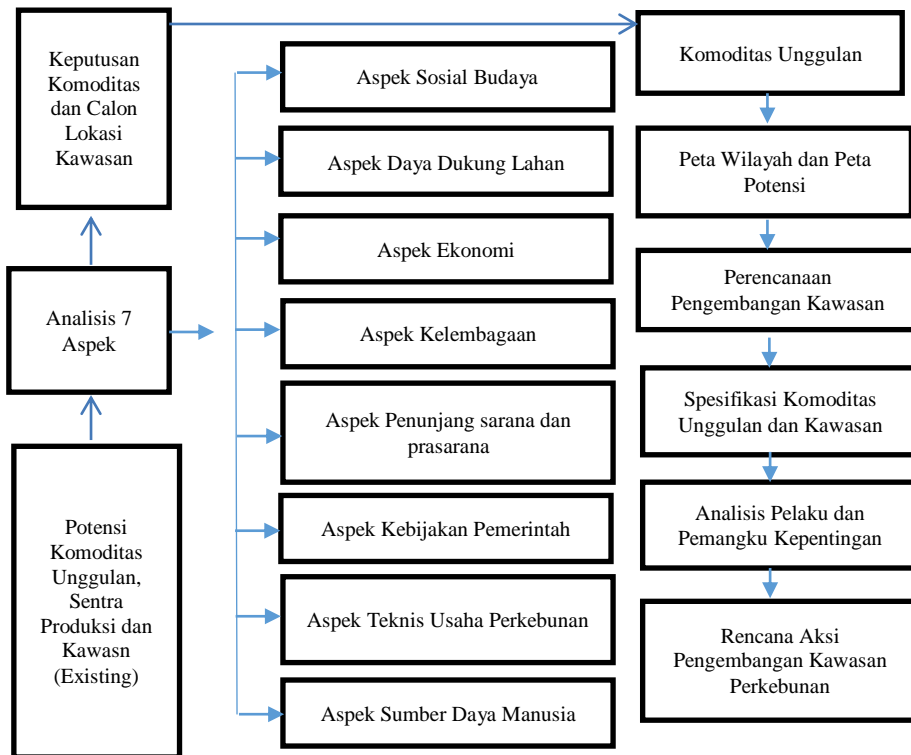 Keputusan
Komoditas
dan Calon
Lokasi
Kawasan
Analisis 7
Aspek
Potensi
Komoditas
Unggulan,
Sentra
Produksi dan
Kawasn
(Existing)
Aspek Sosial Budaya
Aspek Daya Dukung Lahan
Aspek Ekonomi
Aspek Kelembagaan
Aspek Penunjang sarana dan
prasarana
Aspek Kebijakan Pemerintah
Aspek Teknis Usaha Perkebunan
Aspek Sumber Daya Manusia
Komoditas Unggulan
Peta Wilayah dan Peta
Potensi
Perencanaan
Pengembangan Kawasan
Spesifikasi Komoditas
Unggulan dan Kawasan
Analisis Pelaku dan
Pemangku Kepentingan
Rencana Aksi
Pengembangan Kawasan
Perkebunan